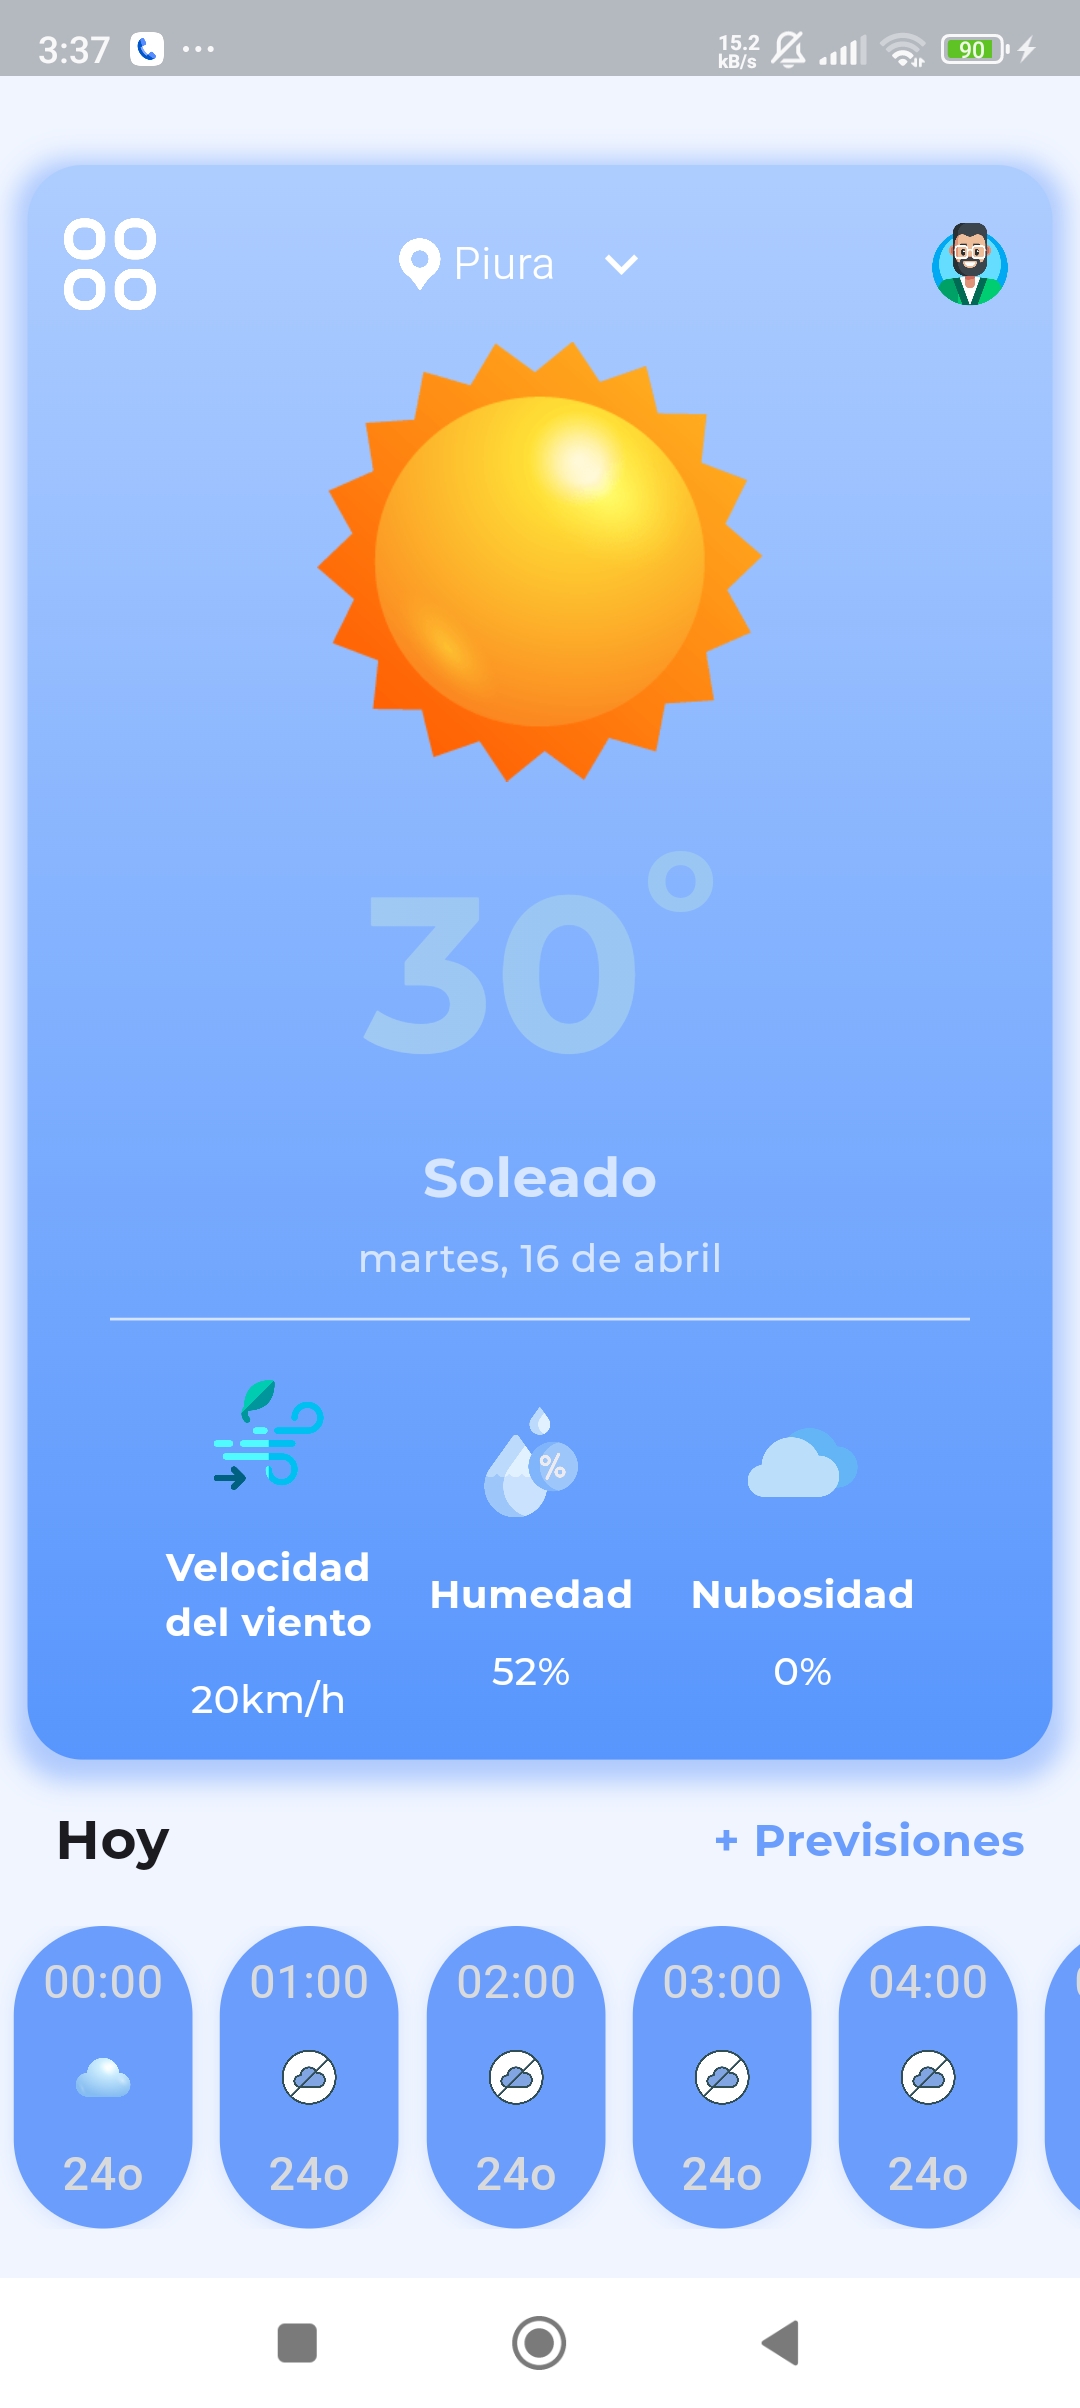 3:37 ... 15.2 kB/s 90
Piura
30°
Soleado
martes, 16 de abril
Velocidad del viento
Humedad
Nubosidad
20km/h
52%
0%
Hoy
+ Previsiones
00:00 01:00 02:00 03:00 04:00
24o 24o 24o 24o 24o